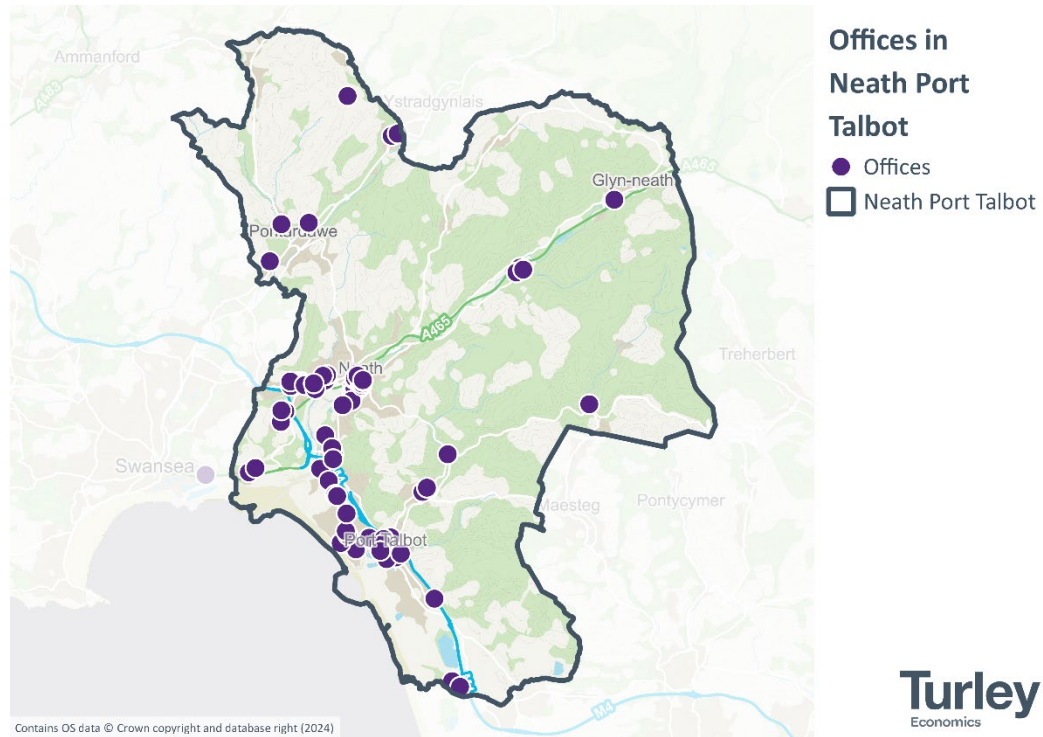 Offices in
Neath Port
Talbot
Offices
Neath Port Talbot
Ammanford
A483
Ystradgynlais
A465
Glyn-neath
Pontardawe
A465
Neath
Treherbert
Swansea
Maesteg
Pontycymer
Port Talbot
M4
Contains OS data © Crown copyright and database right (2024)
Turley
Economics